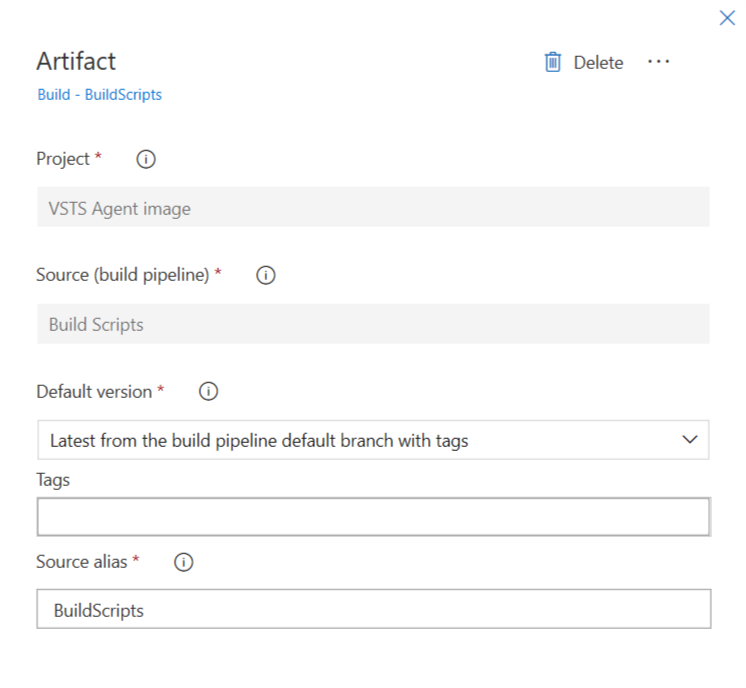 Artifact
Delete ...
Build - BuildScripts
Project *
VSTS Agent image
Source (build pipeline) *
Build Scripts
Default version *
Latest from the build pipeline default branch with tags
Tags
Source alias *
BuildScripts